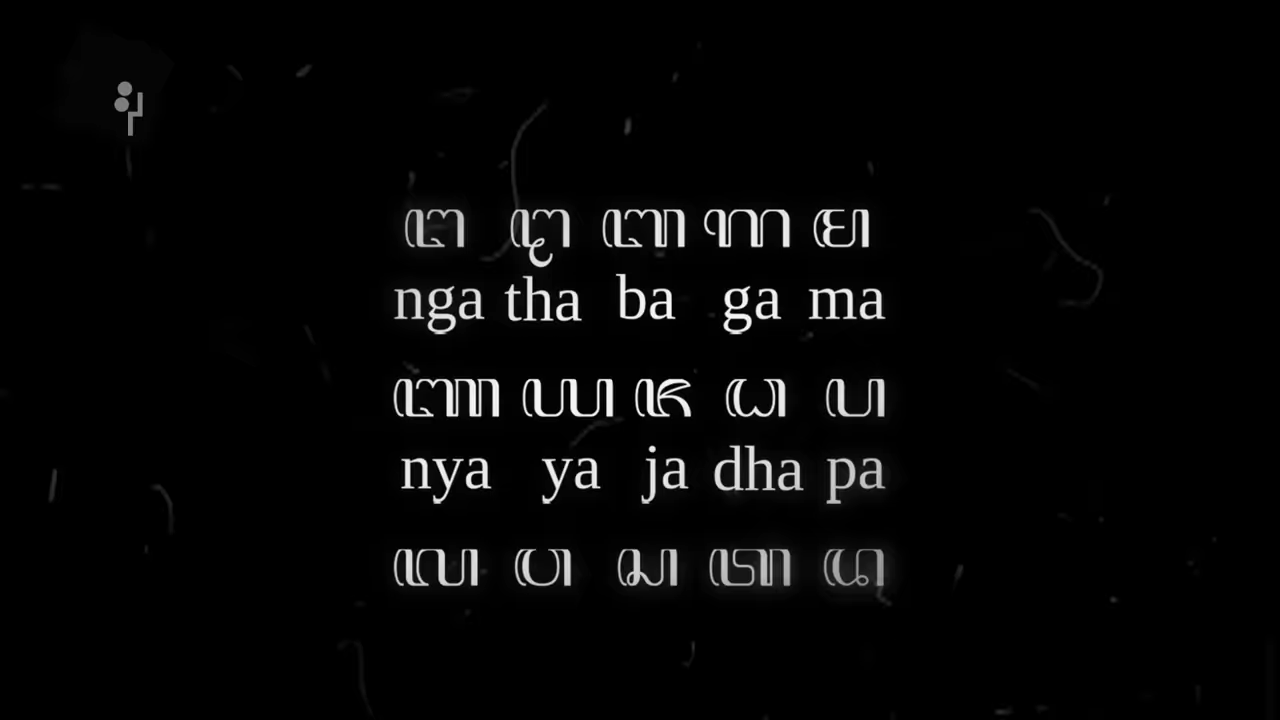 ꦔ ꦛ ꦧ ꦒ ꦩ
nga tha ba ga ma
ꦚ ꦪ ꦗ ꦝ ꦥ
nya ya ja dha pa
ꦭ ꦮ ꦱ ꦠ ꦢ